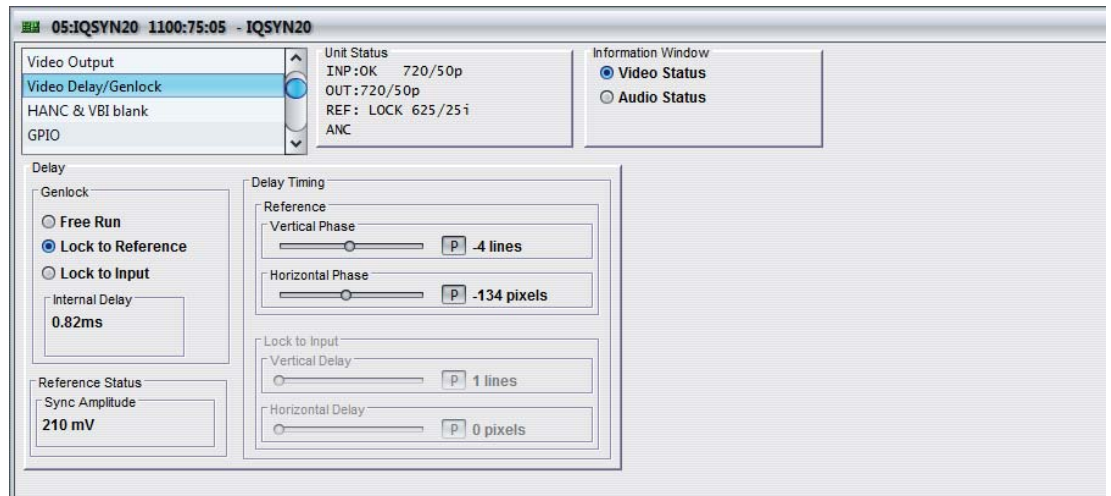 05:IQSYN20 1100:75:05 - IQSYN20
Video Output
Video Delay/Genlock
HANC & VBI blank
GPIO
Unit Status
INP:OK 720/50p
OUT:720/50p
REF: LOCK 625/25i
ANC
Information Window
Video Status
Audio Status
Delay
Genlock
Free Run
Lock to Reference
Lock to Input
Internal Delay
0.82ms
Reference Status
Sync Amplitude
210 mV
Delay Timing
Reference
Vertical Phase
P -4 lines
Horizontal Phase
P -134 pixels
Lock to Input
Vertical Delay
P 1 lines
Horizontal Delay
P 0 pixels